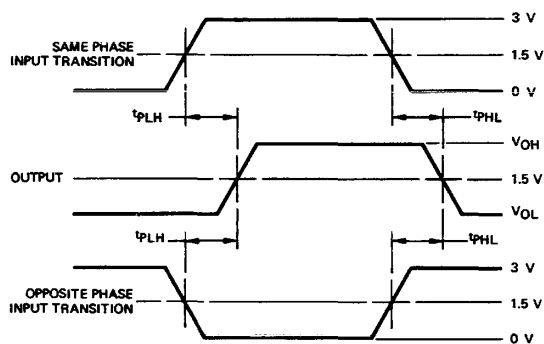 3 V
SAME PHASE
INPUT TRANSITION
1.5 V
0 V
tPLH
tPHL
VOH
OUTPUT
1.5 V
VOL
tPLH
tPHL
3 V
OPPOSITE PHASE
INPUT TRANSITION
1.5 V
0 V